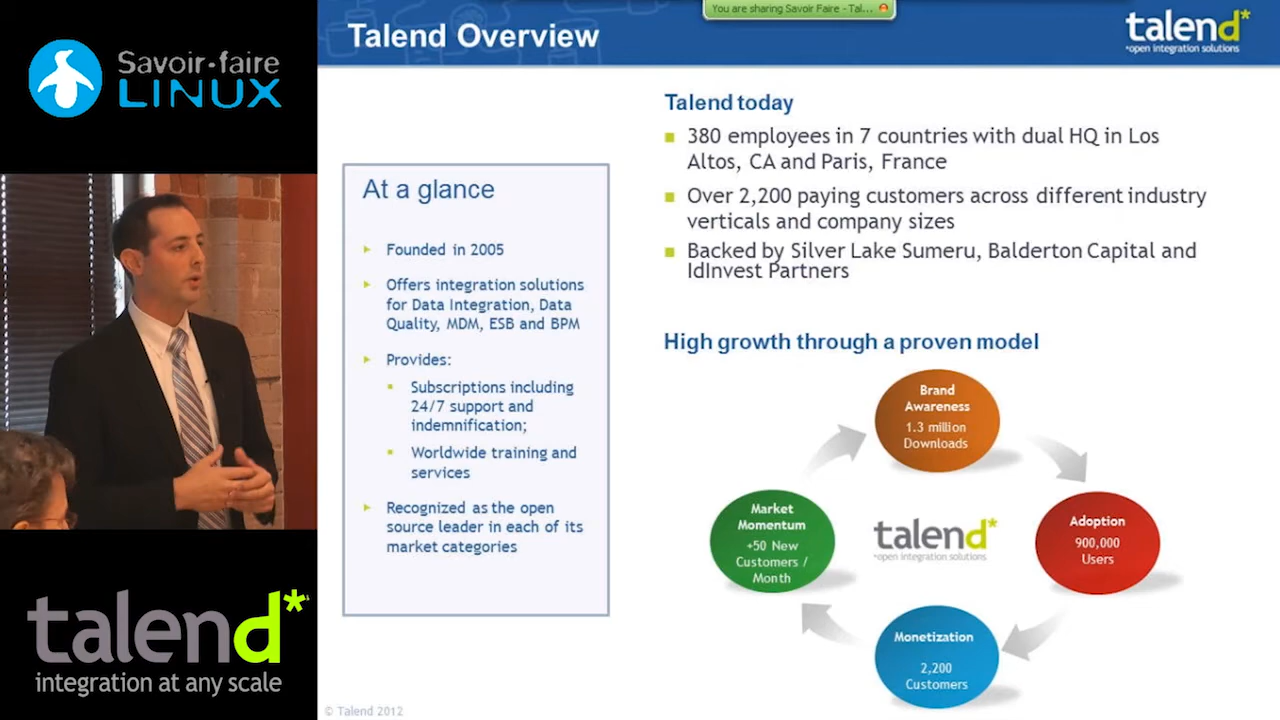 You are sharing Savoir Faire - Tal...
Talend Overview
talend*
*open integration solutions
Savoir-faire
LINUX
At a glance
Founded in 2005
Offers integration solutions
for Data Integration, Data
Quality, MDM, ESB and BPM
Provides:
Subscriptions including
24/7 support and
indemnification;
Worldwide training and
services
Recognized as the open
source leader in each of its
market categories
Talend today
380 employees in 7 countries with dual HQ in Los
Altos, CA and Paris, France
Over 2,200 paying customers across different industry
verticals and company sizes
Backed by Silver Lake Sumeru, Balderton Capital and
IdInvest Partners
High growth through a proven model
Brand
Awareness
1.3 million
Downloads
Market
Momentum
+50 New
Customers /
Month
talend*
*open integration solutions
Adoption
900,000
Users
Monetization
2,200
Customers
talend*
integration at any scale
© Talend 2012